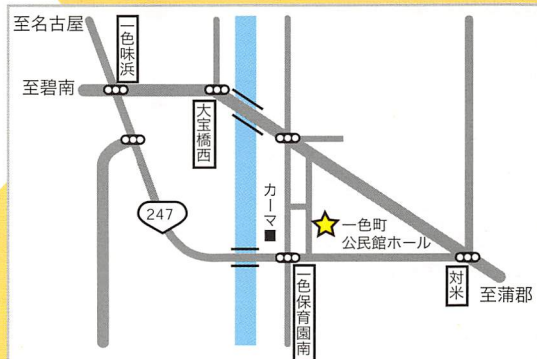 至名古屋
一色味浜
至碧南
大宝橋西
カーマ
247
一色町
公民館ホール
一色保育園南
対米
至蒲郡